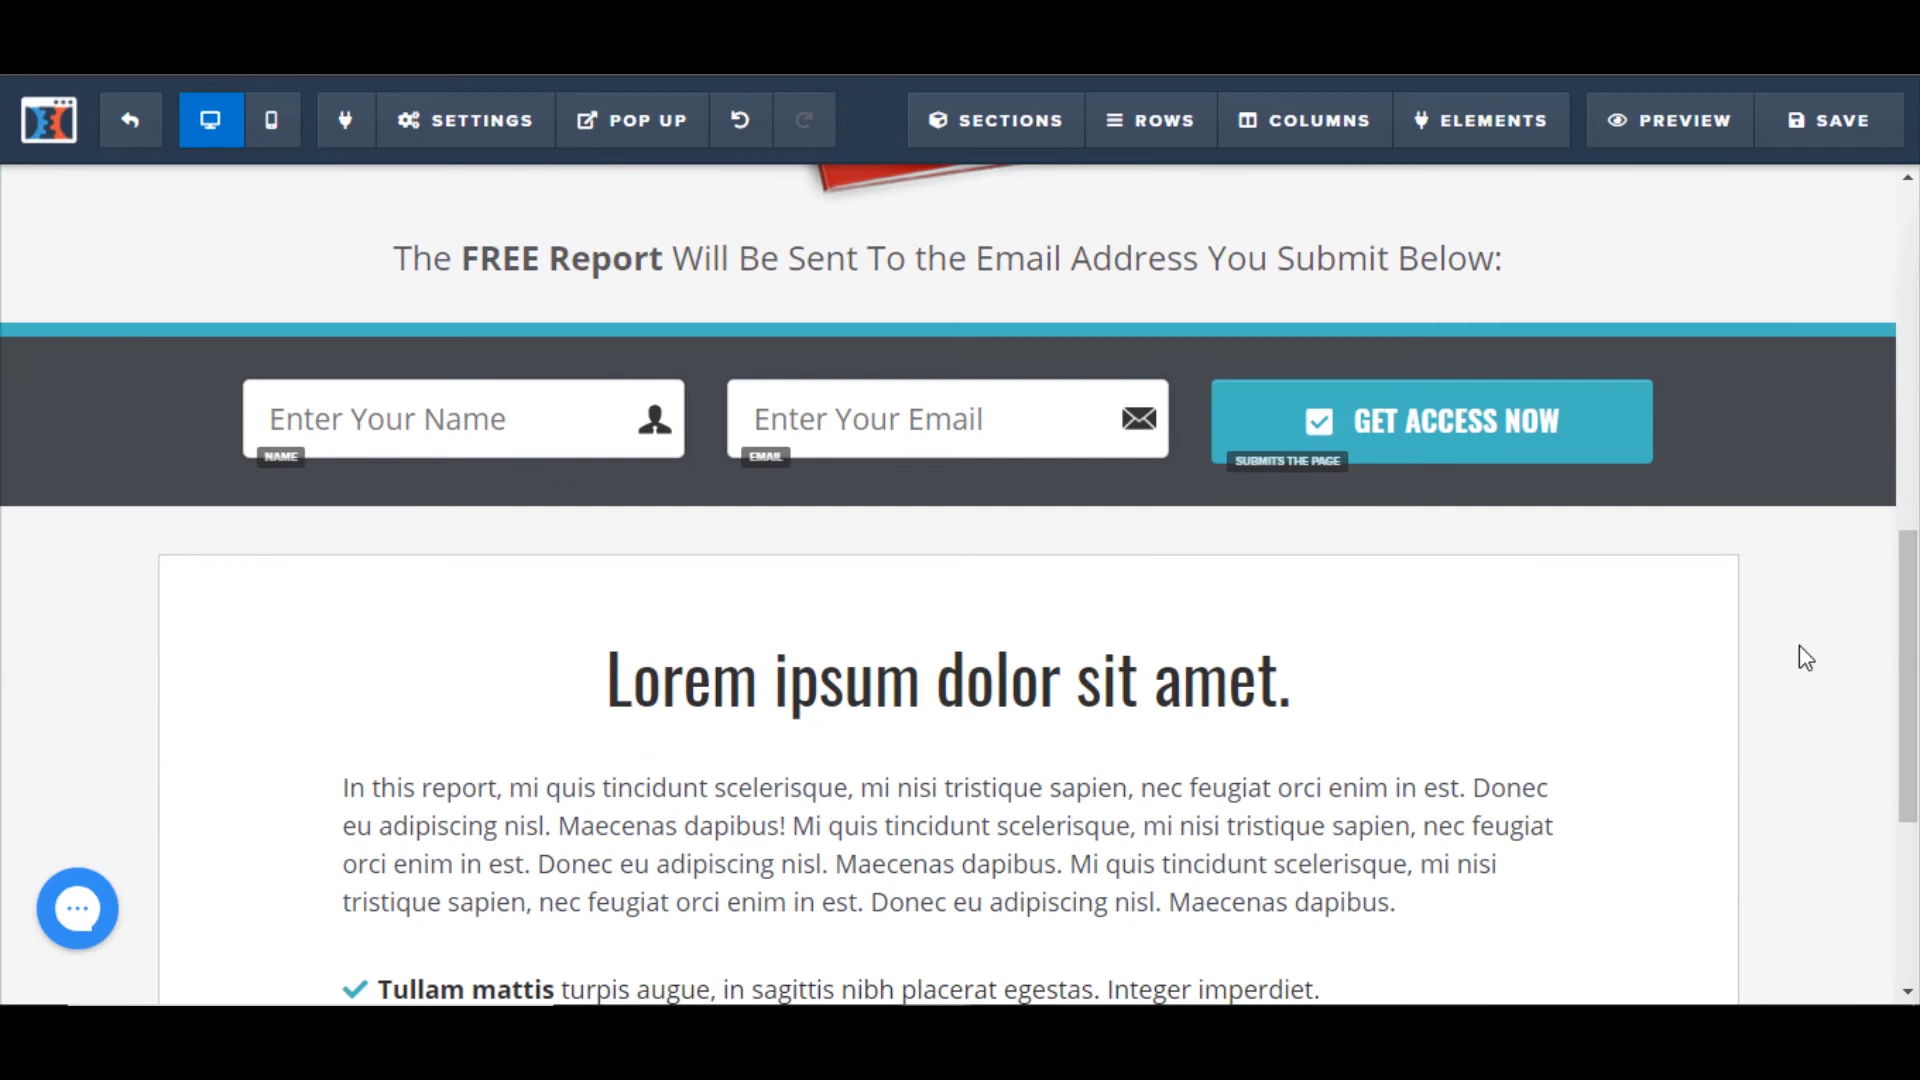 SETTINGS POP UP SECTIONS ROWS COLUMNS ELEMENTS PREVIEW SAVE
The FREE Report Will Be Sent To the Email Address You Submit Below:
Enter Your Name Enter Your Email GET ACCESS NOW
NAME EMAIL SUBMITS THE PAGE
Lorem ipsum dolor sit amet.
In this report, mi quis tincidunt scelerisque, mi nisi tristique sapien, nec feugiat orci enim in est. Donec
eu adipiscing nisl. Maecenas dapibus! Mi quis tincidunt scelerisque, mi nisi tristique sapien, nec feugiat
orci enim in est. Donec eu adipiscing nisl. Maecenas dapibus. Mi quis tincidunt scelerisque, mi nisi
tristique sapien, nec feugiat orci enim in est. Donec eu adipiscing nisl. Maecenas dapibus.
Tullam mattis turpis augue, in sagittis nibh placerat egestas. Integer imperdiet.